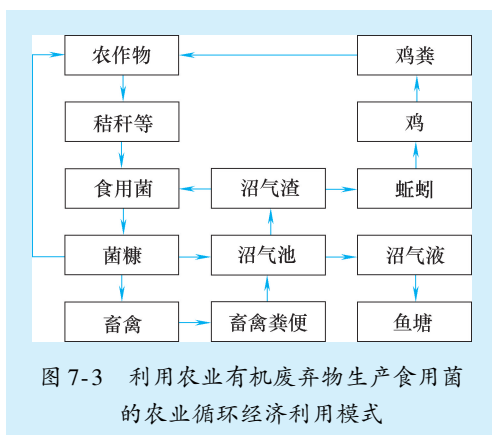 农作物 鸡粪
秸秆等 鸡
食用菌 沼气渣 蚯蚓
菌糠 沼气池 沼气液
畜禽 畜禽粪便 鱼塘
图 7-3 利用农业有机废弃物生产食用菌
的农业循环经济利用模式